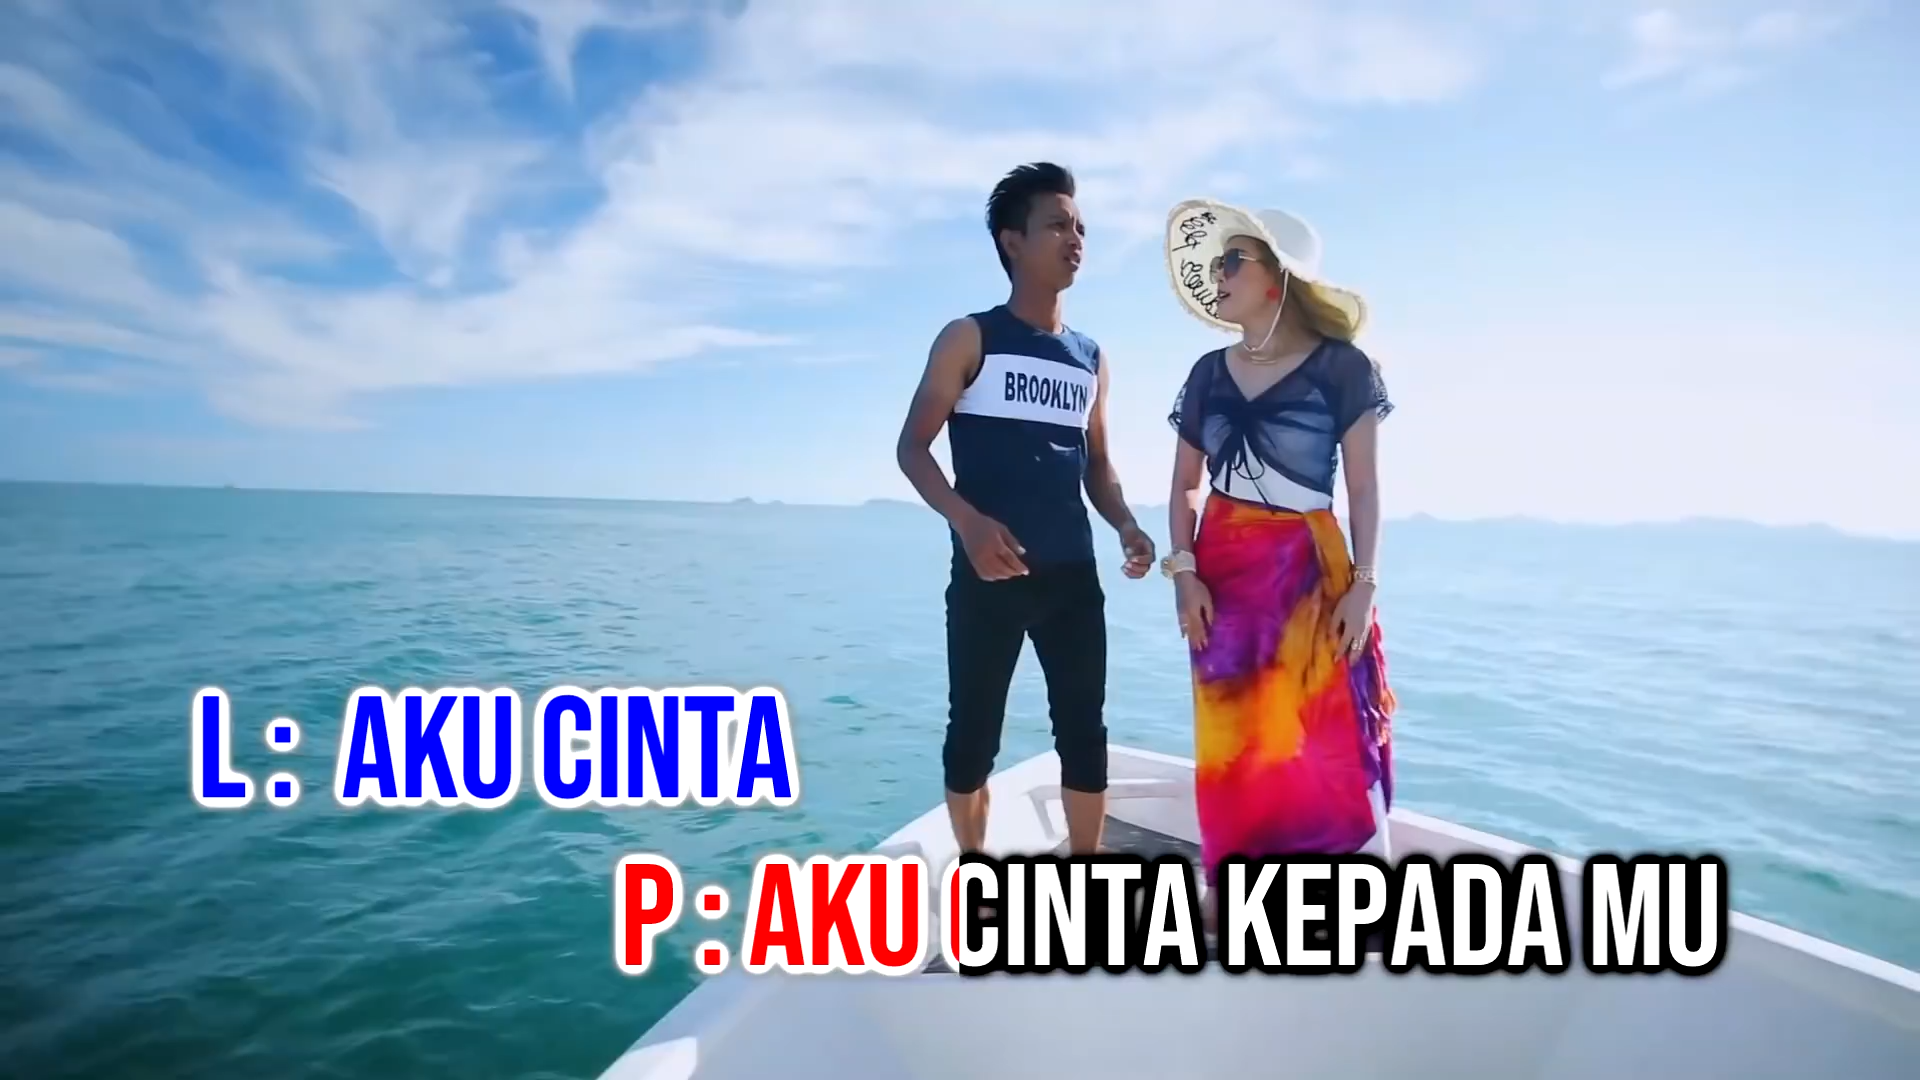 BROOKLYN
L : AKU CINTA
P : AKU CINTA KEPADA MU